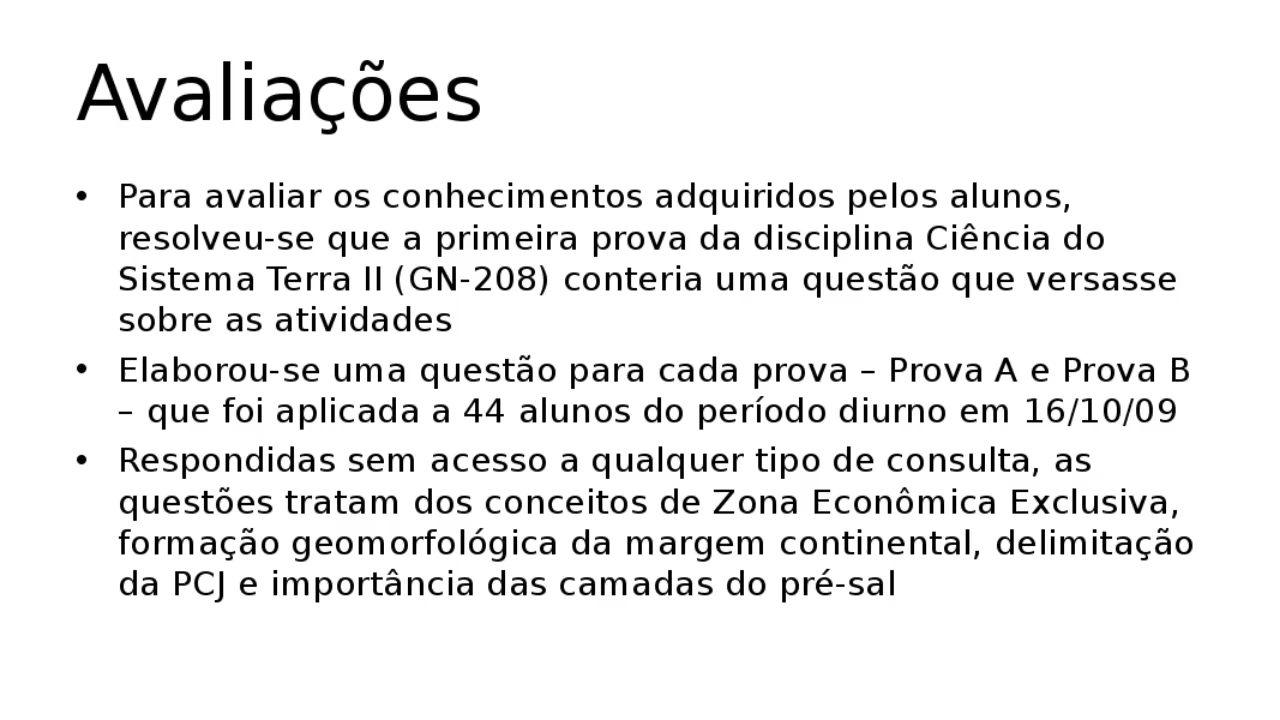 Avaliações
• Para avaliar os conhecimentos adquiridos pelos alunos,
resolveu-se que a primeira prova da disciplina Ciência do
Sistema Terra II (GN-208) conteria uma questão que versasse
sobre as atividades
• Elaborou-se uma questão para cada prova – Prova A e Prova B
– que foi aplicada a 44 alunos do período diurno em 16/10/09
• Respondidas sem acesso a qualquer tipo de consulta, as
questões tratam dos conceitos de Zona Econômica Exclusiva,
formação geomorfológica da margem continental, delimitação
da PCJ e importância das camadas do pré-sal